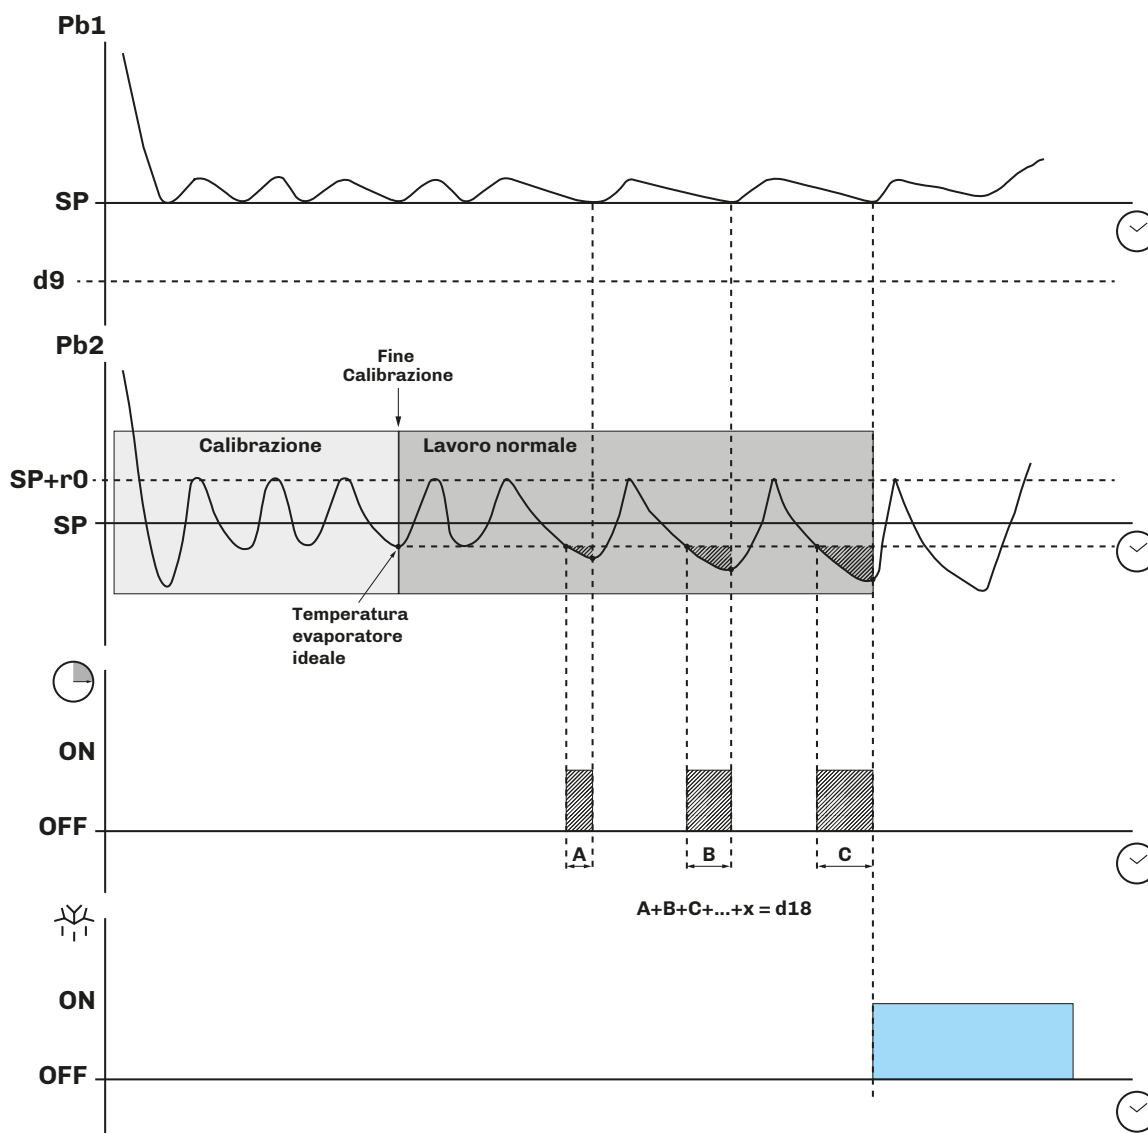 Pb1
SP
d9
Pb2
Fine
Calibrazione
Calibrazione
Lavoro normale
SP+r0
SP
Temperatura
evaporatore
ideale
ON
OFF
A
B
C
A+B+C+...+x = d18
ON
OFF